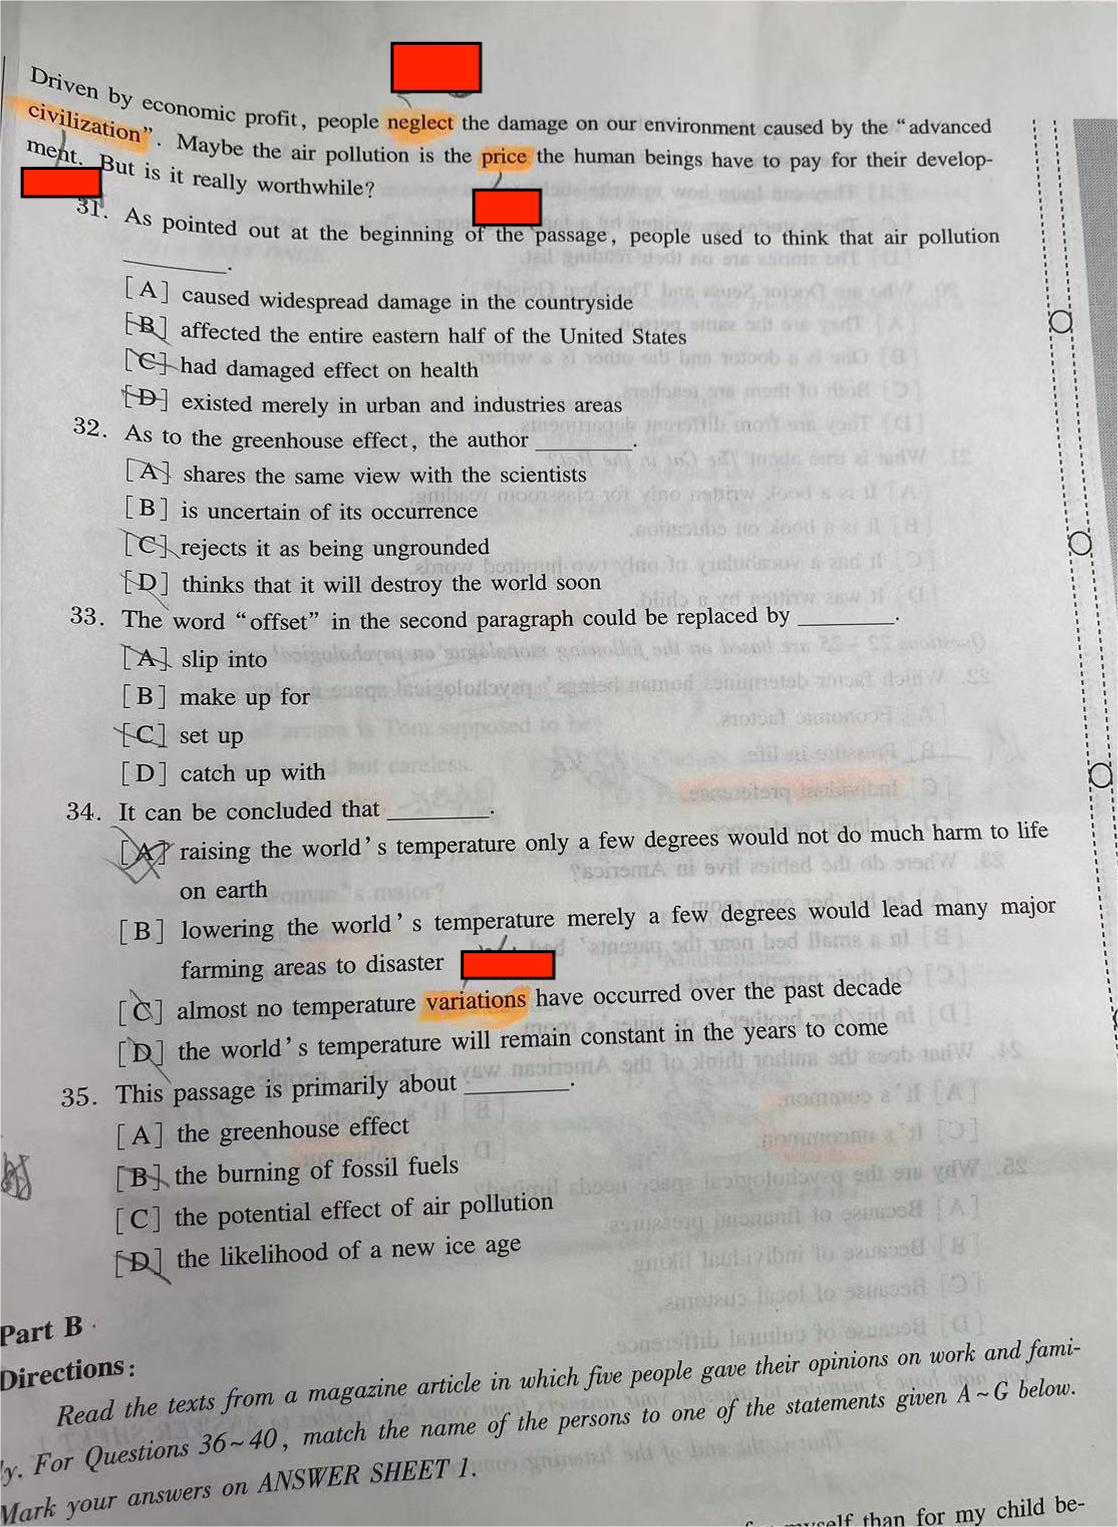 Driven by economic profit, people neglect the damage on our environment caused by the “advanced
civilization”. Maybe the air pollution is the price the human beings have to pay for their develop-
ment. But is it really worthwhile?
31. As pointed out at the beginning of the passage, people used to think that air pollution
________.
[A] caused widespread damage in the countryside
[B] affected the entire eastern half of the United States
[C] had damaged effect on health
[D] existed merely in urban and industries areas
32. As to the greenhouse effect, the author ________.
[A] shares the same view with the scientists
[B] is uncertain of its occurrence
[C] rejects it as being ungrounded
[D] thinks that it will destroy the world soon
33. The word “offset” in the second paragraph could be replaced by ________.
[A] slip into
[B] make up for
[C] set up
[D] catch up with
34. It can be concluded that ________.
[A] raising the world’s temperature only a few degrees would not do much harm to life
on earth
[B] lowering the world’s temperature merely a few degrees would lead many major
farming areas to disaster
[C] almost no temperature variations have occurred over the past decade
[D] the world’s temperature will remain constant in the years to come
35. This passage is primarily about ________.
[A] the greenhouse effect
[B] the burning of fossil fuels
[C] the potential effect of air pollution
[D] the likelihood of a new ice age
Part B
Directions:
Read the texts from a magazine article in which five people gave their opinions on work and fami-
ly. For Questions 36~40, match the name of the persons to one of the statements given A~G below.
Mark your answers on ANSWER SHEET 1.
than for my child be-